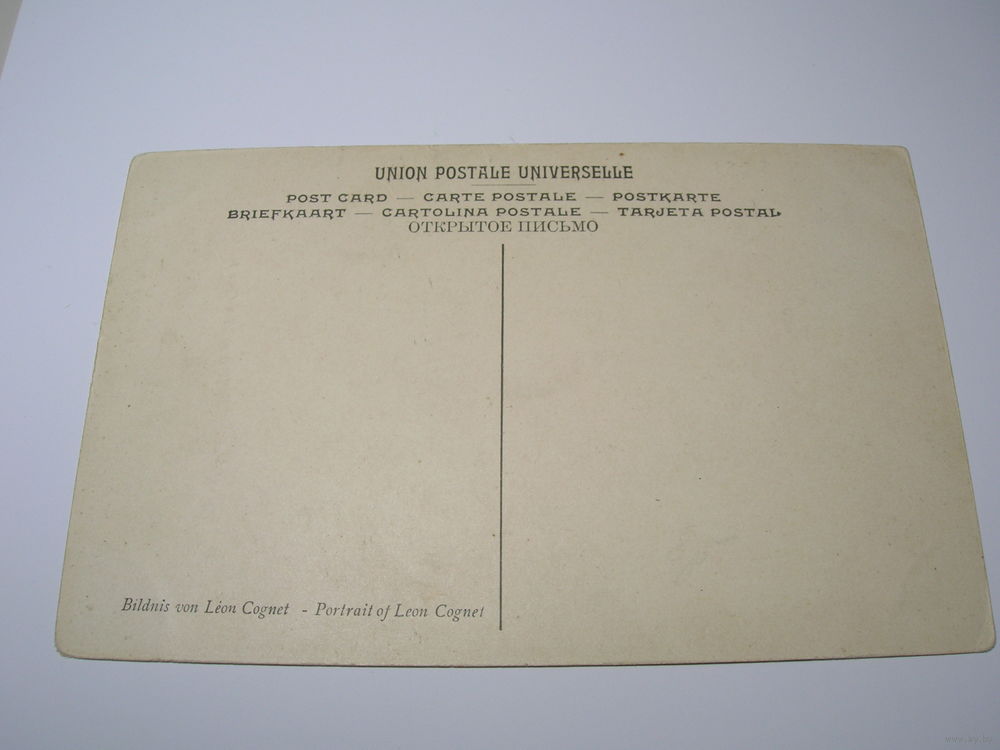 UNION POSTALE UNIVERSELLE
POST CARD — CARTE POSTALE — POSTKARTE
BRIEFKAART — CARTOLINA POSTALE — TARJETA POSTAL
ОТКРЫТОЕ ПИСЬМО
Bildnis von Léon Cognet - Portrait of Leon Cognet